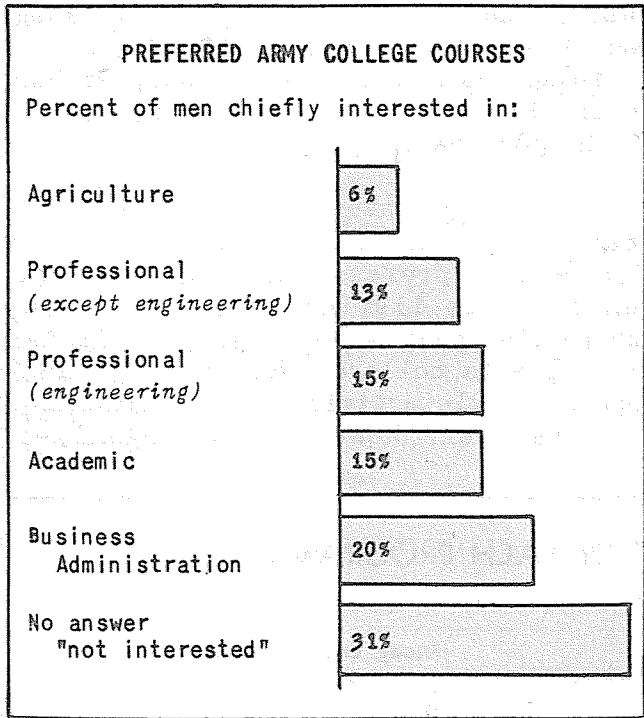 PREFERRED ARMY COLLEGE COURSES
Percent of men chiefly interested in:
Agriculture
6%
Professional
(except engineering)
13%
Professional
(engineering)
15%
Academic
15%
Business
Administration
20%
No answer
"not interested"
31%